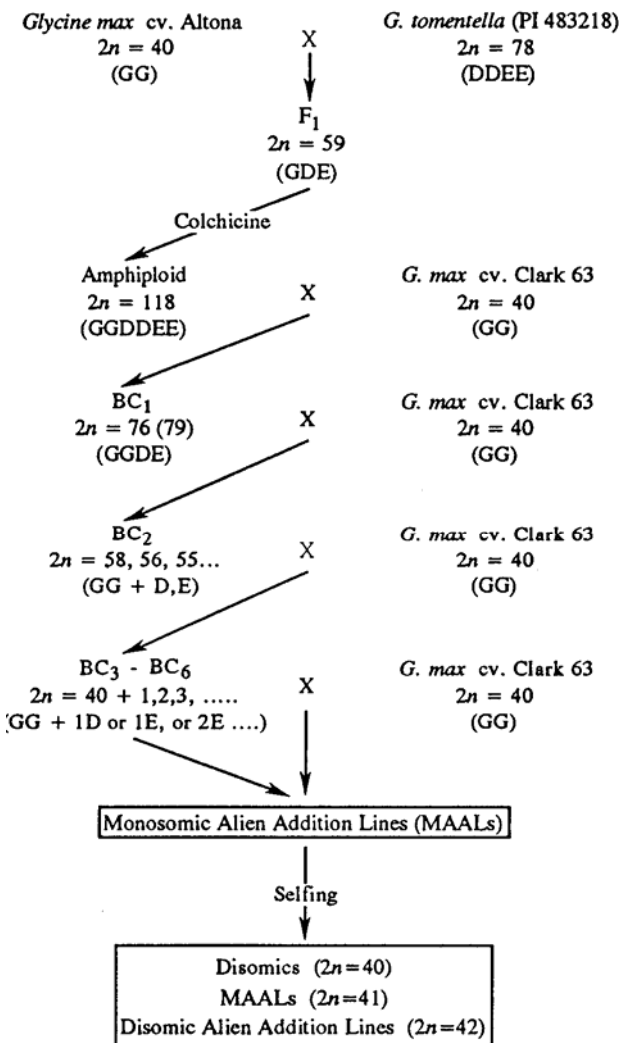 Glycine max cv. Altona X G. tomentella (PI 483218)
2n = 40 2n = 78
(GG) (DDEE)
F1
2n = 59
(GDE)
Colchicine
Amphiploid X G. max cv. Clark 63
2n = 118 2n = 40
(GGDDEE) (GG)
BC1 X G. max cv. Clark 63
2n = 76 (79) 2n = 40
(GGDE) (GG)
BC2 X G. max cv. Clark 63
2n = 58, 56, 55... 2n = 40
(GG + D,E) (GG)
BC3 - BC6 X G. max cv. Clark 63
2n = 40 + 1,2,3, ..... 2n = 40
(GG + 1D or 1E, or 2E ....) (GG)
Monosomic Alien Addition Lines (MAALs)
Selfing
Disomics (2n=40)
MAALs (2n=41)
Disomic Alien Addition Lines (2n=42)